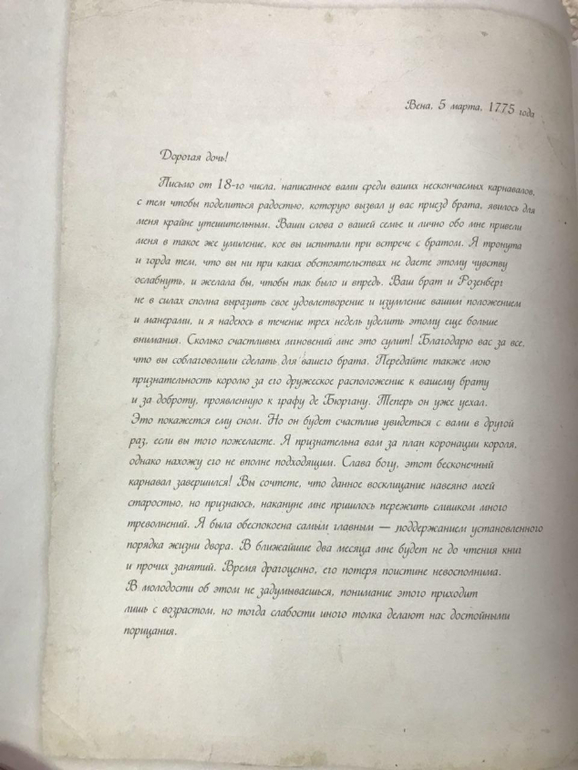 Вена, 5 марта, 1775 года
Дорогая дочь!
Письмо от 18-го числа, написанное вами среди ваших нескончаемых карнавалов,
с тем чтобы поделиться радостью, которую вызвал у вас приезд брата, явилось для
меня крайне утешительным. Ваши слова о вашей семье и лично обо мне привели
меня в такое же умиление, кое вы испытали при встрече с братом. Я тронута
и горда тем, что вы ни при каких обстоятельствах не даете этому чувству
ослабнуть, и желала бы, чтобы так было и впредь. Ваш брат и Розенберг
не в силах сполна выразить свое удовлетворение и изумление вашим положением
и манерами, и я надеюсь в течение трех недель уделить этому еще больше
внимания. Сколько счастливых мгновений мне это сулит! Благодарю вас за все,
что вы соблаговолили сделать для вашего брата. Передайте также мою
признательность королю за его дружеское расположение к вашему брату
и за доброту, проявленную к графу де Бюргану. Теперь он уже уехал.
Это покажется ему сном. Но он будет счастлив увидеться с вами в другой
раз, если вы того пожелаете. Я признательна вам за план коронации короля,
однако нахожу его не вполне подходящим. Слава богу, этот бесконечный
карнавал завершился! Вы сочтете, что данное восклицание навеяно моей
старостью, но признаюсь, накануне мне пришлось пережить слишком много
треволнений. Я была обеспокоена самым главным — поддержанием установленного
порядка жизни двора. В ближайшие два месяца мне будет не до чтения книг
и прочих занятий. Время драгоценно, его потеря поистине невосполнима.
В молодости об этом не задумываешься, понимание этого приходит
лишь с возрастом, но тогда слабости иного толка делают нас достойными
порицания.